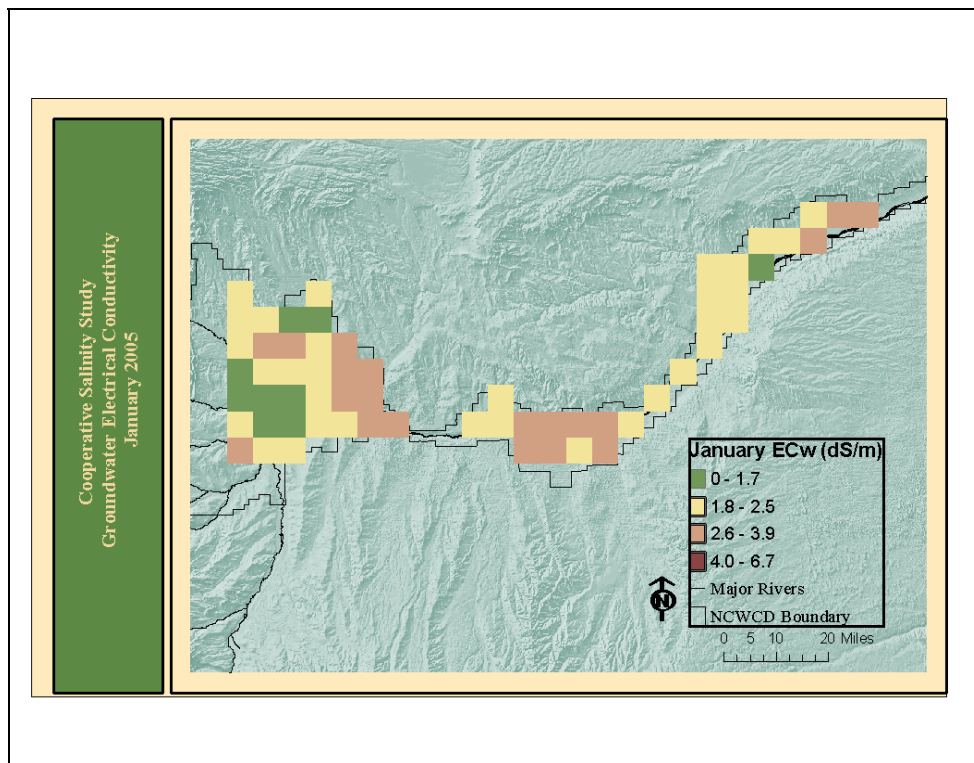 Cooperative Salinity Study
Groundwater Electrical Conductivity
January 2005
January ECw (dS/m)
0 - 1.7
1.8 - 2.5
2.6 - 3.9
4.0 - 6.7
Major Rivers
NCWCD Boundary
N
0 5 10 20 Miles